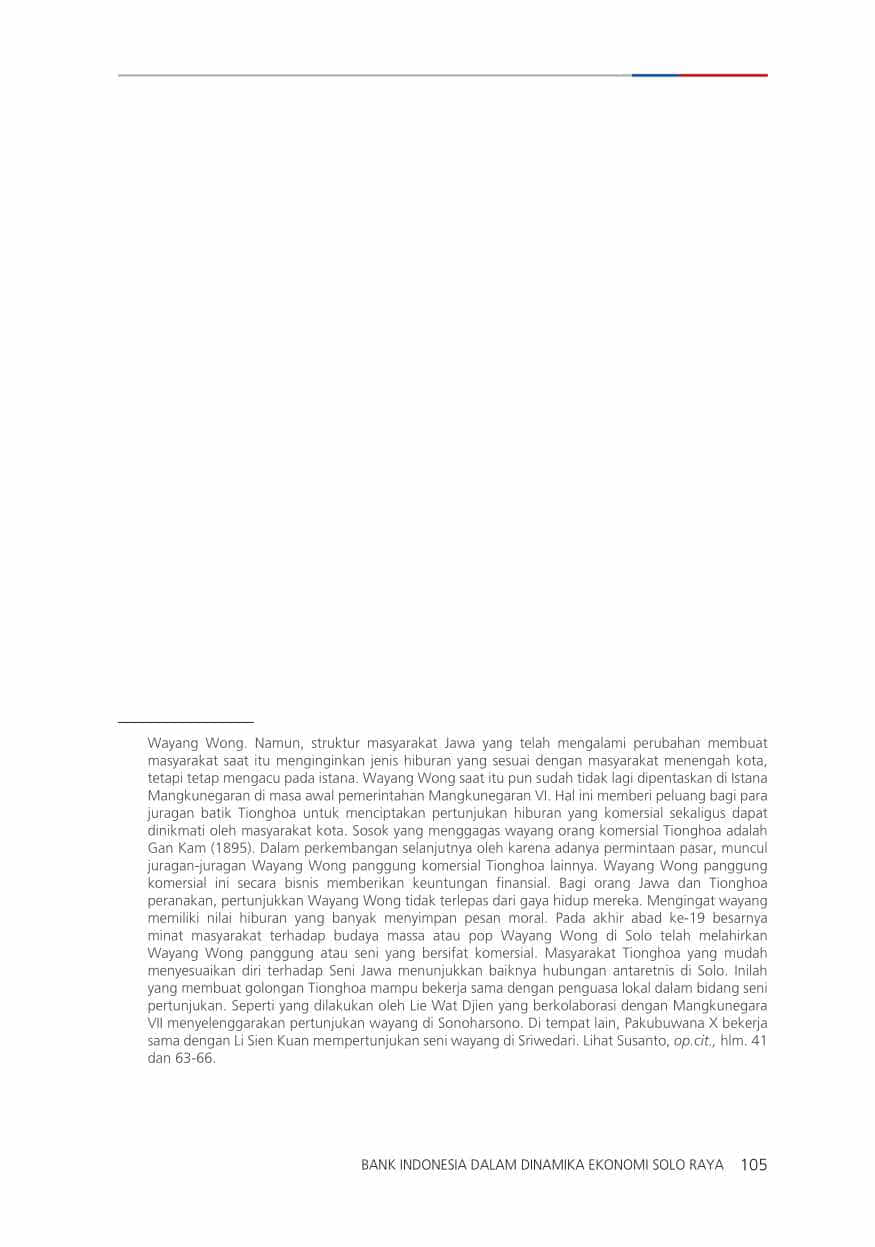 Wayang Wong. Namun, struktur masyarakat Jawa yang telah mengalami perubahan membuat
masyarakat saat itu menginginkan jenis hiburan yang sesuai dengan masyarakat menengah kota,
tetapi tetap mengacu pada istana. Wayang Wong saat itu pun sudah tidak lagi dipentaskan di Istana
Mangkunegaran di masa awal pemerintahan Mangkunegaran VI. Hal ini memberi peluang bagi para
juragan batik Tionghoa untuk menciptakan pertunjukan hiburan yang komersial sekaligus dapat
dinikmati oleh masyarakat kota. Sosok yang menggagas wayang orang komersial Tionghoa adalah
Gan Kam (1895). Dalam perkembangan selanjutnya oleh karena adanya permintaan pasar, muncul
juragan-juragan Wayang Wong panggung komersial Tionghoa lainnya. Wayang Wong panggung
komersial ini secara bisnis memberikan keuntungan finansial. Bagi orang Jawa dan Tionghoa
peranakan, pertunjukkan Wayang Wong tidak terlepas dari gaya hidup mereka. Mengingat wayang
memiliki nilai hiburan yang banyak menyimpan pesan moral. Pada akhir abad ke-19 besarnya
minat masyarakat terhadap budaya massa atau pop Wayang Wong di Solo telah melahirkan
Wayang Wong panggung atau seni yang bersifat komersial. Masyarakat Tionghoa yang mudah
menyesuaikan diri terhadap Seni Jawa menunjukkan baiknya hubungan antaretnis di Solo. Inilah
yang membuat golongan Tionghoa mampu bekerja sama dengan penguasa lokal dalam bidang seni
pertunjukan. Seperti yang dilakukan oleh Lie Wat Djien yang berkolaborasi dengan Mangkunegara
VII menyelenggarakan pertunjukan wayang di Sonoharsono. Di tempat lain, Pakubuwana X bekerja
sama dengan Li Sien Kuan mempertunjukan seni wayang di Sriwedari. Lihat Susanto, op.cit., hlm. 41
dan 63-66.
BANK INDONESIA DALAM DINAMIKA EKONOMI SOLO RAYA 105